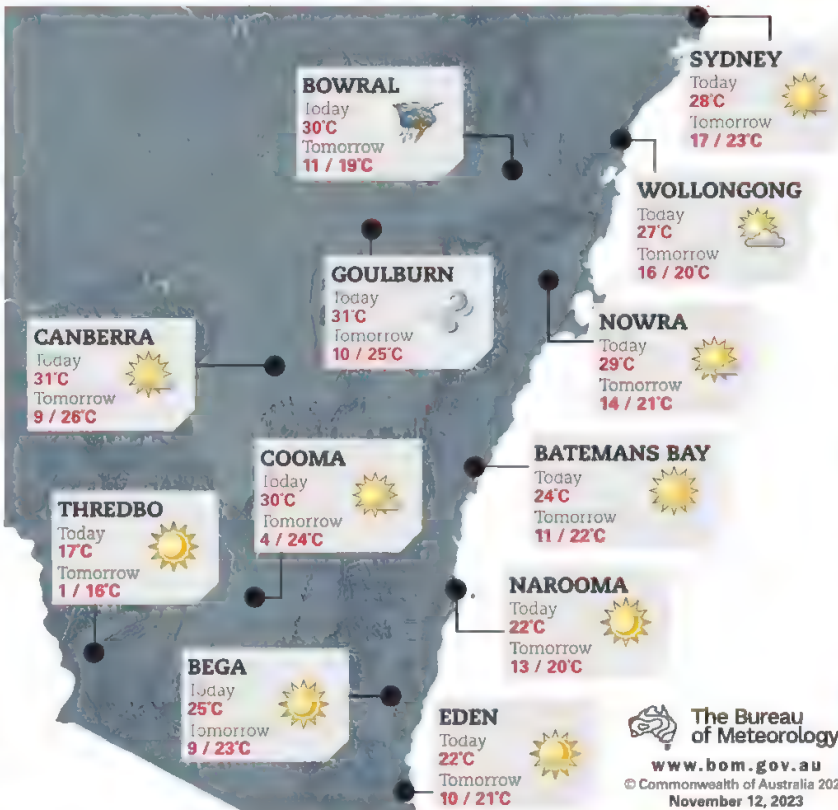 SYDNEY
Today
28°C
Tomorrow
17 / 23°C
BOWRAL
Today
30°C
Tomorrow
11 / 19°C
WOLLONGONG
Today
27°C
Tomorrow
16 / 20°C
GOULBURN
Today
31°C
Tomorrow
10 / 25°C
NOWRA
Today
29°C
Tomorrow
14 / 21°C
CANBERRA
Today
31°C
Tomorrow
9 / 26°C
COOMA
Today
30°C
Tomorrow
4 / 24°C
BATEMANS BAY
Today
24°C
Tomorrow
11 / 22°C
THREDBO
Today
17°C
Tomorrow
1 / 16°C
NAROOMA
Today
22°C
Tomorrow
13 / 20°C
BEGA
Today
25°C
Tomorrow
9 / 23°C
EDEN
Today
22°C
Tomorrow
10 / 21°C
The Bureau
of Meteorology
www.bom.gov.au
© Commonwealth of Australia 202
November 12, 2023